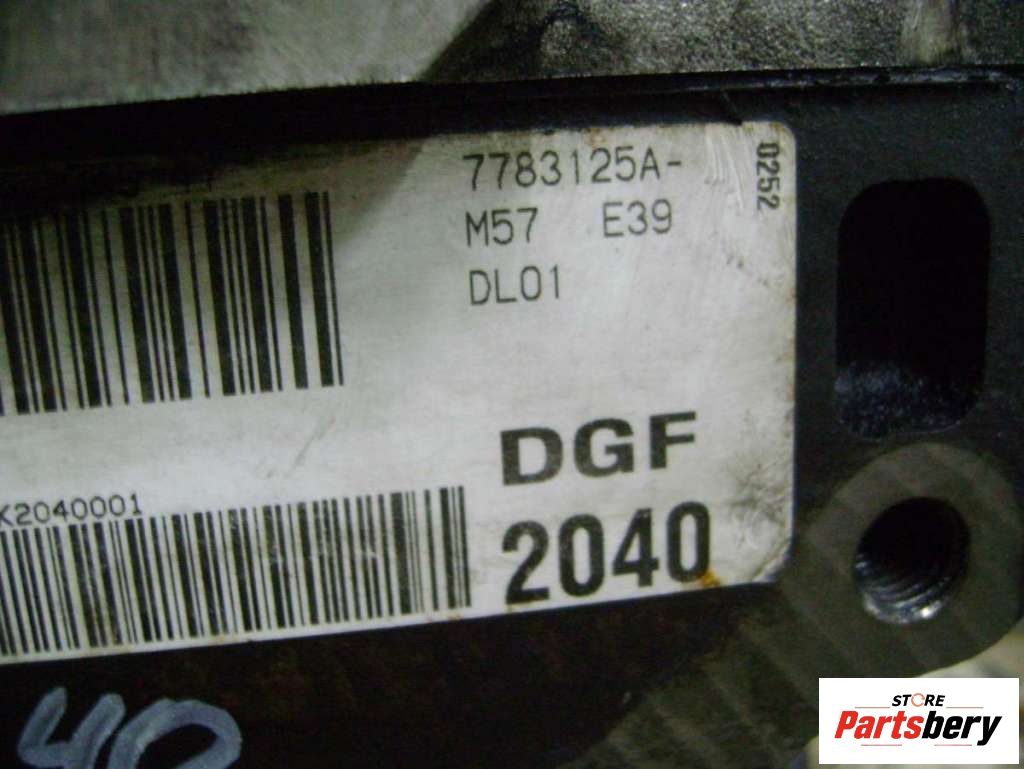 7783125A-
0252
M57 E39
DL01
DGF
K2040001
2040
40
STORE
Partsbery